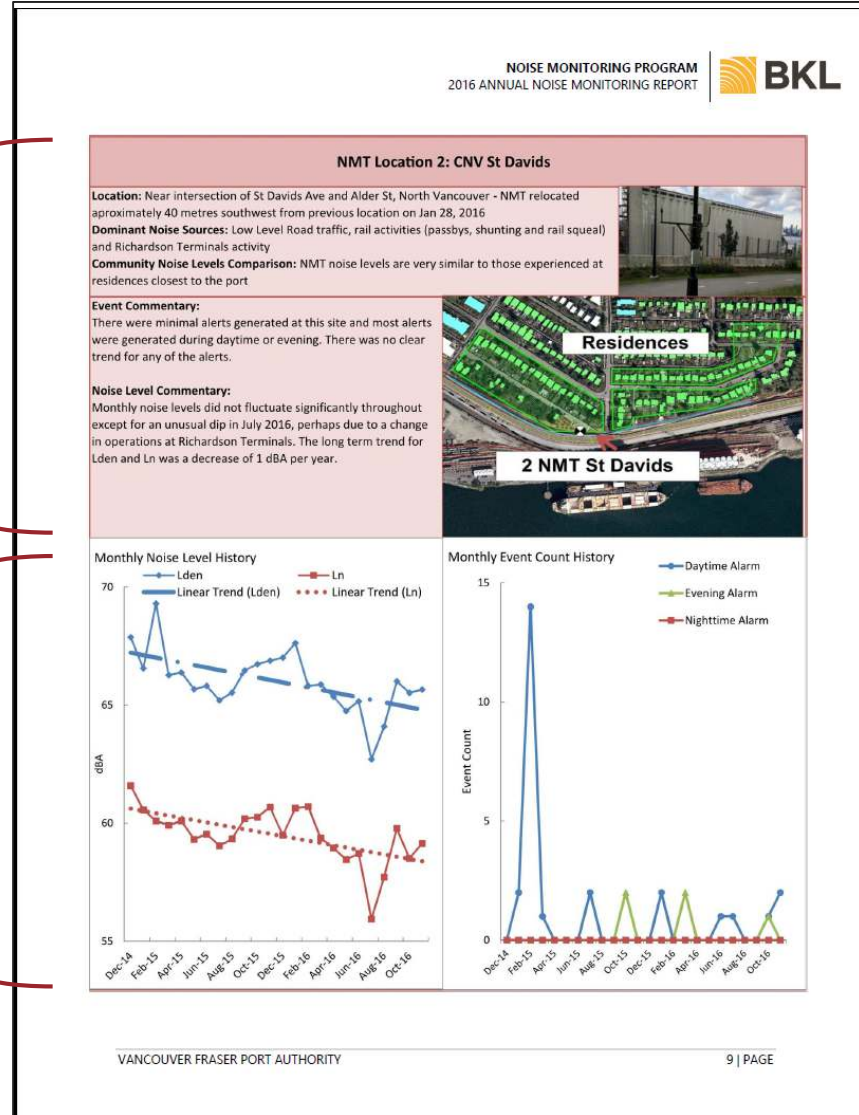 NOISE MONITORING PROGRAM
2016 ANNUAL NOISE MONITORING REPORT
BKL
NMT Location 2: CNV St Davids
Location: Near intersection of St Davids Ave and Alder St, North Vancouver - NMT relocated
aproximately 40 metres southwest from previous location on Jan 28, 2016
Dominant Noise Sources: Low Level Road traffic, rail activities (passbys, shunting and rail squeal)
and Richardson Terminals activity
Community Noise Levels Comparison: NMT noise levels are very similar to those experienced at
residences closest to the port
Event Commentary:
There were minimal alerts generated at this site and most alerts
were generated during daytime or evening. There was no clear
trend for any of the alerts.
Noise Level Commentary:
Monthly noise levels did not fluctuate significantly throughout
except for an unusual dip in July 2016, perhaps due to a change
in operations at Richardson Terminals. The long term trend for
Lden and Ln was a decrease of 1 dBA per year.
Residences
2 NMT St Davids
Monthly Noise Level History
Lden
Ln
Linear Trend (Lden)
Linear Trend (Ln)
70
65
60
55
dBA
Dec-14
Feb-15
Apr-15
Jun-15
Aug-15
Oct-15
Dec-15
Feb-16
Apr-16
Jun-16
Aug-16
Oct-16
Monthly Event Count History
Daytime Alarm
Evening Alarm
Nighttime Alarm
15
10
5
0
Event Count
Dec-14
Feb-15
Apr-15
Jun-15
Aug-15
Oct-15
Dec-15
Feb-16
Apr-16
Jun-16
Aug-16
Oct-16
VANCOUVER FRASER PORT AUTHORITY
9 | PAGE